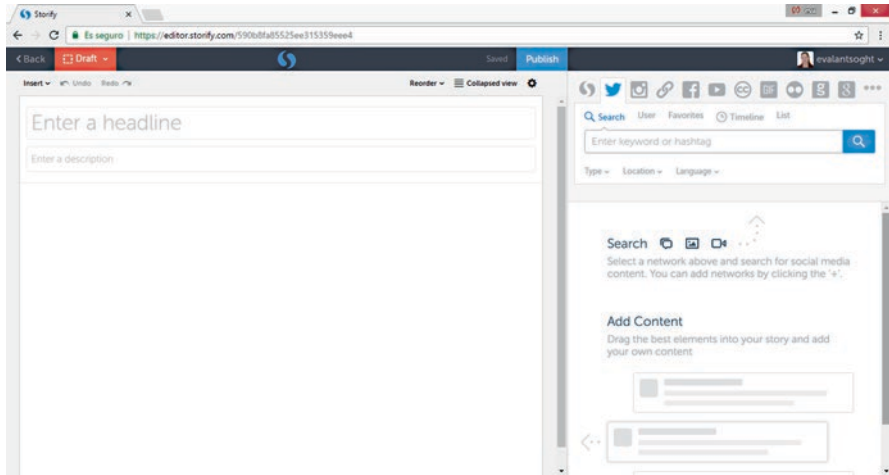 Storify
Es seguro | https://editor.storify.com/590b8fa85525ee315359eee4
Back Draft Saved Publish evalantsoght
Insert Undo Redo Reorder Collapsed view
Enter a headline
Enter a description
Search User Favorites Timeline List
Enter keyword or hashtag
Type Location Language
Search
Select a network above and search for social media
content. You can add networks by clicking the '+'.
Add Content
Drag the best elements into your story and add
your own content